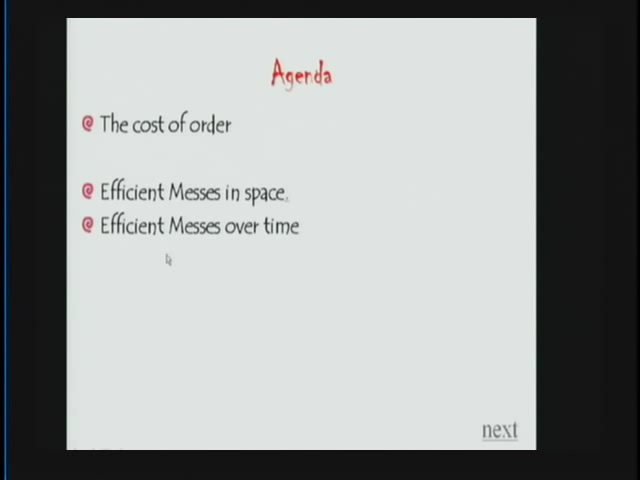 Agenda
The cost of order
Efficient Messes in space.
Efficient Messes over time
next